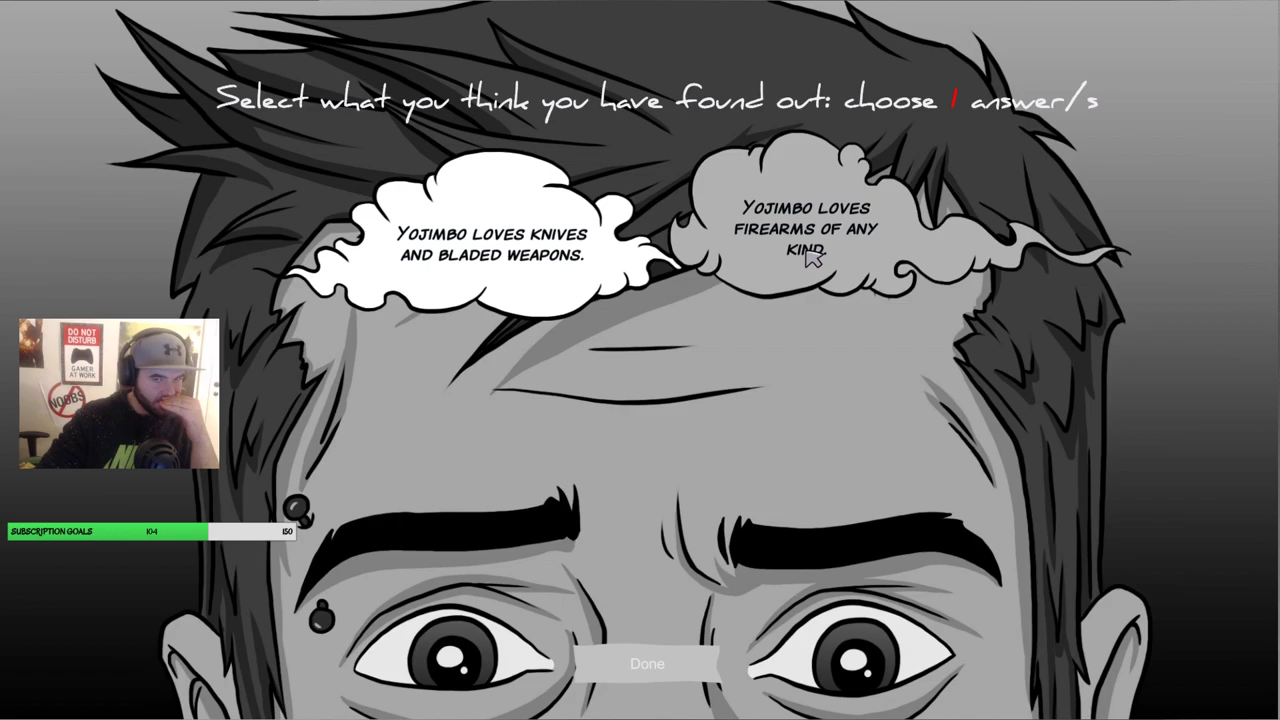 Select what you think you have found out: choose 1 answer/s
YOJIMBO LOVES KNIVES
AND BLADED WEAPONS.
YOJIMBO LOVES
FIREARMS OF ANY
KIND.
DO NOT
DISTURB
GAMER
AT WORK
NOOBS
SUBSCRIPTION GOALS 104 150
Done